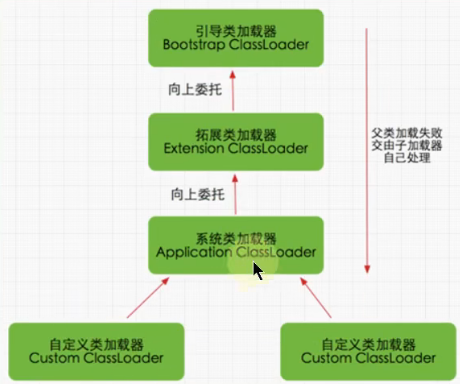 引导类加载器
Bootstrap ClassLoader
向上委托
拓展类加载器
Extension ClassLoader
父类加载失败
交由子加载器
自己处理
向上委托
系统类加载器
Application ClassLoader
自定义类加载器
Custom ClassLoader
自定义类加载器
Custom ClassLoader